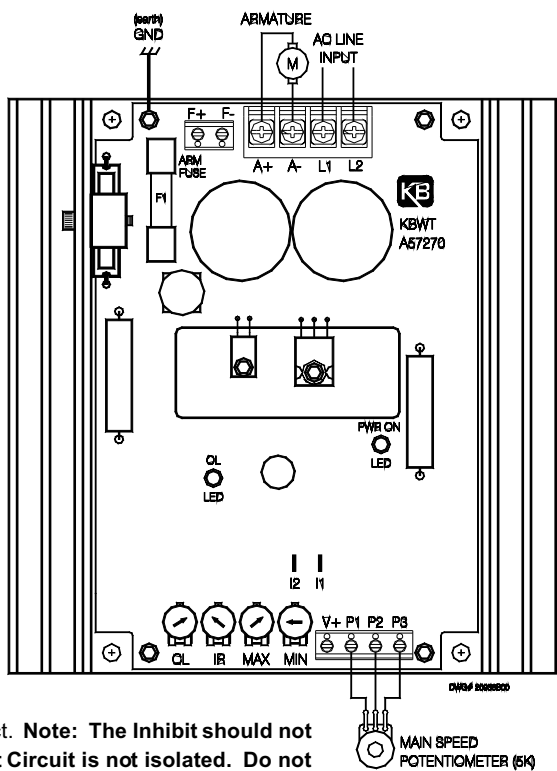 (earth)
GND
ARMATURE
AC LINE
INPUT
M
F+ F-
ARM
FUSE
F1
A+ A- L1 L2
KB
KBWT
A57270
PWR ON
LED
OL
LED
I2 I1
V+ P1 P2 P3
OL IR MAX MIN
MAIN SPEED
POTENTIOMETER (5K)
ct. Note: The Inhibit should not
t Circuit is not isolated. Do not